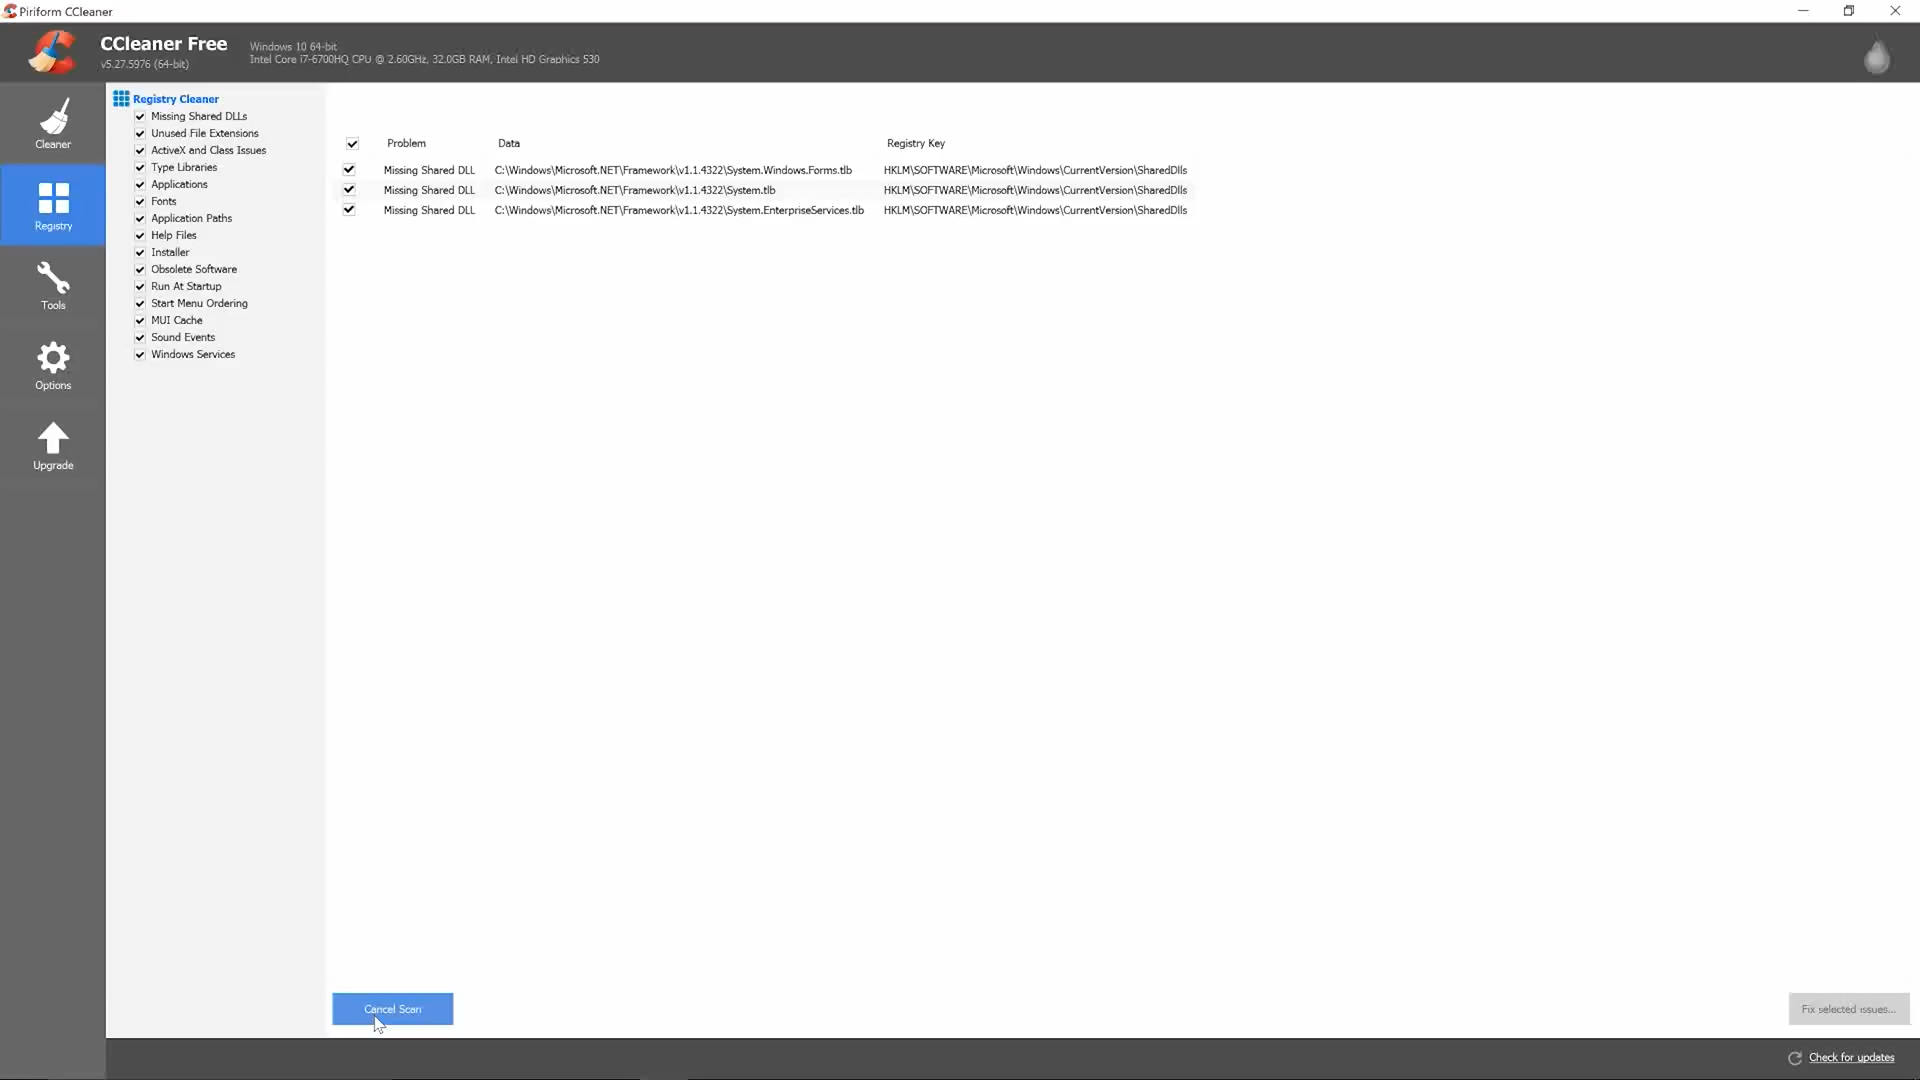 Piriform CCleaner
CCleaner Free
v5.27.5976 (64-bit)
Windows 10 64-bit
Intel Core i7-6700HQ CPU @ 2.60GHz, 32.0GB RAM, Intel HD Graphics 530
Cleaner
Registry
Tools
Options
Upgrade
Registry Cleaner
Missing Shared DLLs
Unused File Extensions
ActiveX and Class Issues
Type Libraries
Applications
Fonts
Application Paths
Help Files
Installer
Obsolete Software
Run At Startup
Start Menu Ordering
MUI Cache
Sound Events
Windows Services
Problem Data Registry Key
Missing Shared DLL C:\Windows\Microsoft.NET\Framework\v1.1.4322\System.Windows.Forms.tlb HKLM\SOFTWARE\Microsoft\Windows\CurrentVersion\SharedDlls
Missing Shared DLL C:\Windows\Microsoft.NET\Framework\v1.1.4322\System.tlb HKLM\SOFTWARE\Microsoft\Windows\CurrentVersion\SharedDlls
Missing Shared DLL C:\Windows\Microsoft.NET\Framework\v1.1.4322\System.EnterpriseServices.tlb HKLM\SOFTWARE\Microsoft\Windows\CurrentVersion\SharedDlls
Cancel Scan
Fix selected issues...
Check for updates